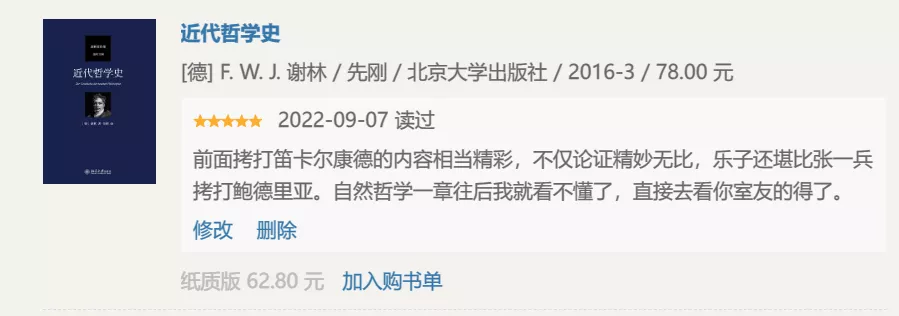 近代哲学史
近代哲学史
[德] F. W. J. 谢林 / 先刚 / 北京大学出版社 / 2016-3 / 78.00 元
2022-09-07 读过
前面拷打笛卡尔康德的内容相当精彩，不仅论证精妙无比，乐子还堪比张一兵
拷打鲍德里亚。自然哲学一章往后我就看不懂了，直接去看你室友的得了。
修改 删除
纸质版 62.80 元 加入购书单